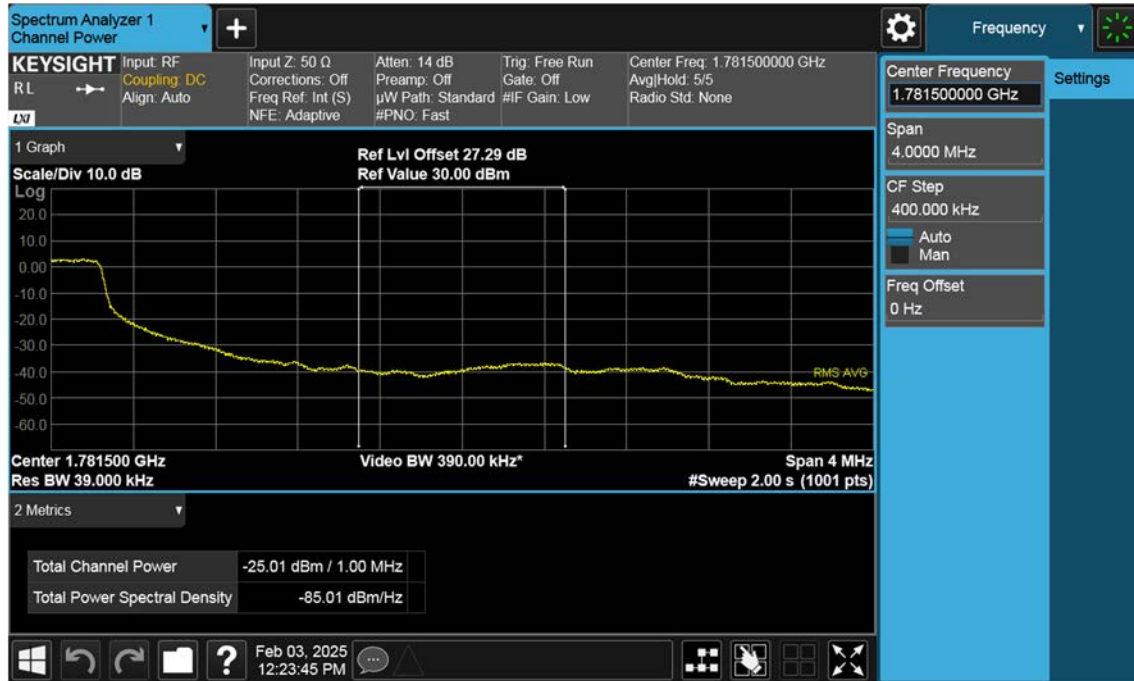 Spectrum Analyzer 1
Channel Power
Frequency
KEYSIGHT
R L
LXI
Input: RF
Coupling: DC
Align: Auto
Input Z: 50 Ω
Corrections: Off
Freq Ref: Int (S)
NFE: Adaptive
Atten: 14 dB
Preamp: Off
µW Path: Standard
#PNO: Fast
Trig: Free Run
Gate: Off
#IF Gain: Low
Center Freq: 1.781500000 GHz
Avg|Hold: 5/5
Radio Std: None
Center Frequency
1.781500000 GHz
Settings
Span
4.0000 MHz
CF Step
400.000 kHz
Auto
Man
Freq Offset
0 Hz
1 Graph
Scale/Div 10.0 dB
Ref Lvl Offset 27.29 dB
Ref Value 30.00 dBm
Log
20.0
10.0
0.00
-10.0
-20.0
-30.0
-40.0
-50.0
-60.0
RMS AVG
Center 1.781500 GHz
Video BW 390.00 kHz*
Span 4 MHz
Res BW 39.000 kHz
#Sweep 2.00 s (1001 pts)
2 Metrics
Total Channel Power -25.01 dBm / 1.00 MHz
Total Power Spectral Density -85.01 dBm/Hz
?
Feb 03, 2025
12:23:45 PM